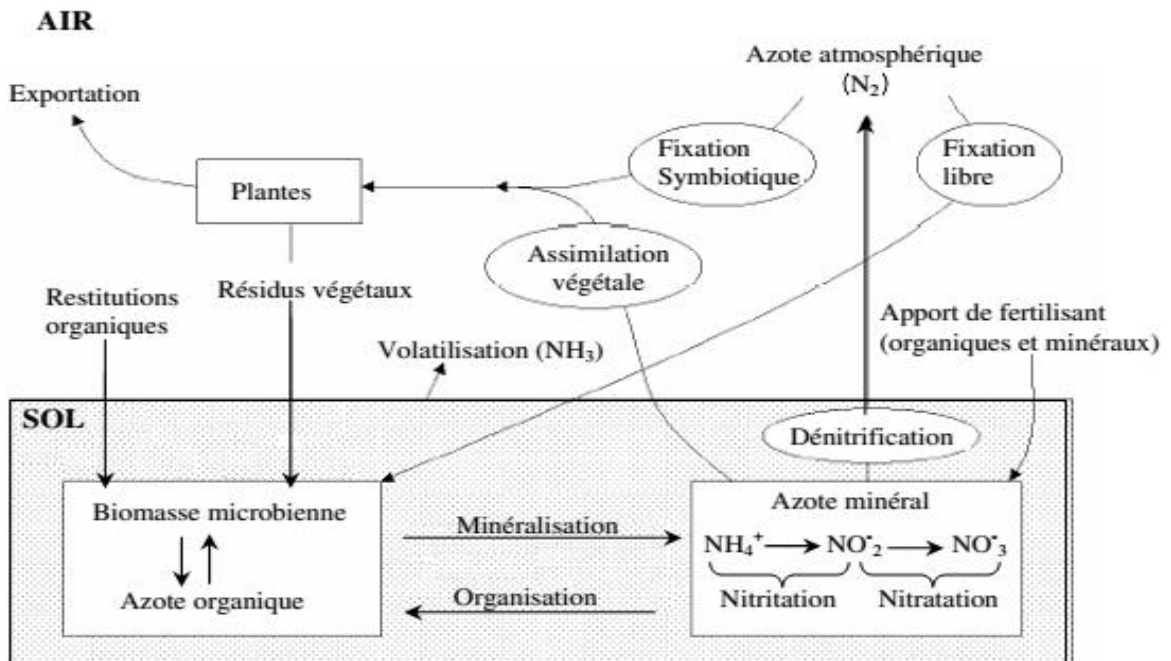 AIR
Azote atmosphérique
(N₂)
Exportation
Fixation
Symbiotique
Fixation
libre
Plantes
Assimilation
végétale
Restitutions
organiques
Résidus végétaux
Apport de fertilisant
(organiques et minéraux)
Volatilisation (NH₃)
SOL
Dénitrification
Biomasse microbienne
Azote organique
Minéralisation
Organisation
Azote minéral
NH₄⁺ NO⁻₂ NO⁻₃
Nitritation Nitratation